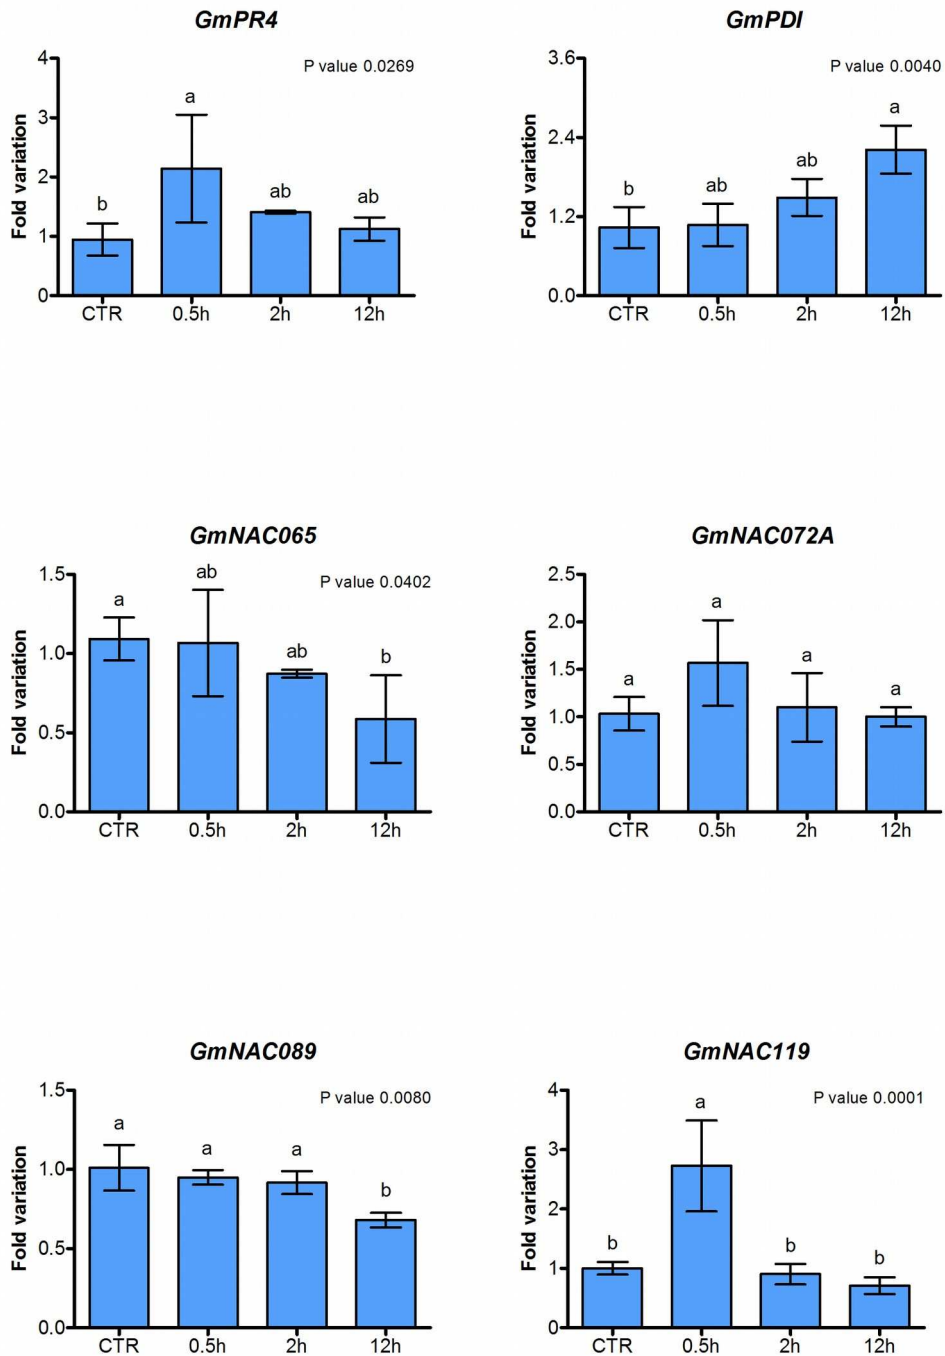 GmPR4
P value 0.0269
Fold variation
4
3
2
1
0
b
a
ab
ab
CTR 0.5h 2h 12h
GmPDI
P value 0.0040
Fold variation
3.6
2.4
1.2
0.0
b
ab
ab
a
CTR 0.5h 2h 12h
GmNAC065
P value 0.0402
Fold variation
1.5
1.0
0.5
0.0
a
ab
ab
b
CTR 0.5h 2h 12h
GmNAC072A
Fold variation
2.5
2.0
1.5
1.0
0.5
0.0
a
a
a
a
CTR 0.5h 2h 12h
GmNAC089
P value 0.0080
Fold variation
1.5
1.0
0.5
0.0
a
a
a
b
CTR 0.5h 2h 12h
GmNAC119
P value 0.0001
Fold variation
4
3
2
1
0
b
a
b
b
CTR 0.5h 2h 12h